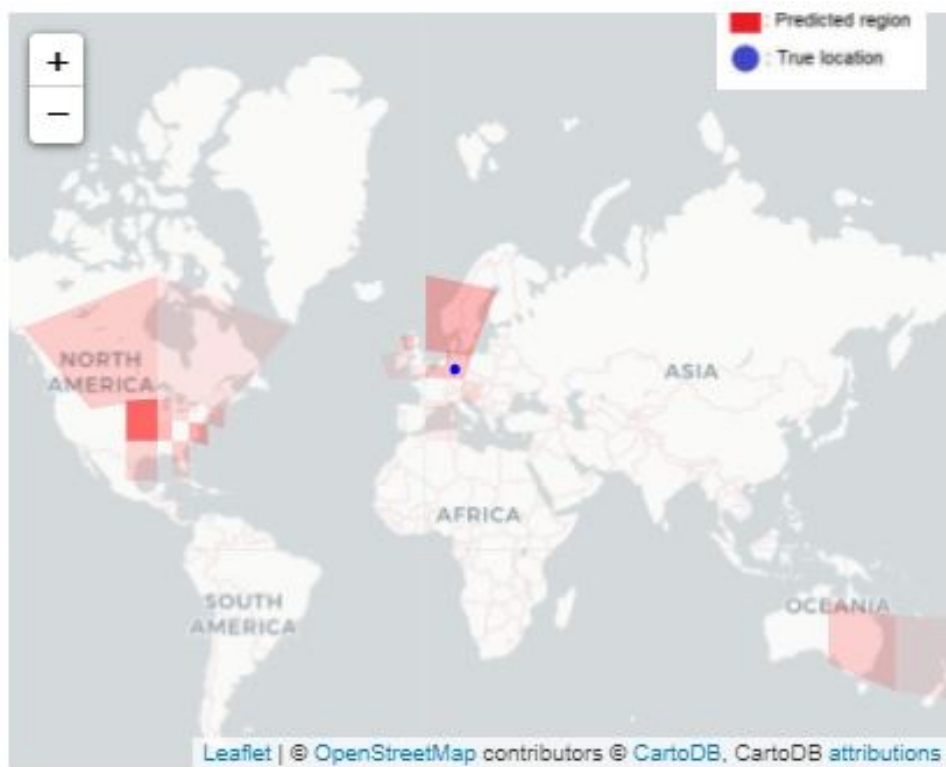 : Predicted region
: True location
+
−
NORTH
AMERICA
ASIA
AFRICA
SOUTH
AMERICA
OCEANIA
Leaflet | © OpenStreetMap contributors © CartoDB, CartoDB attributions